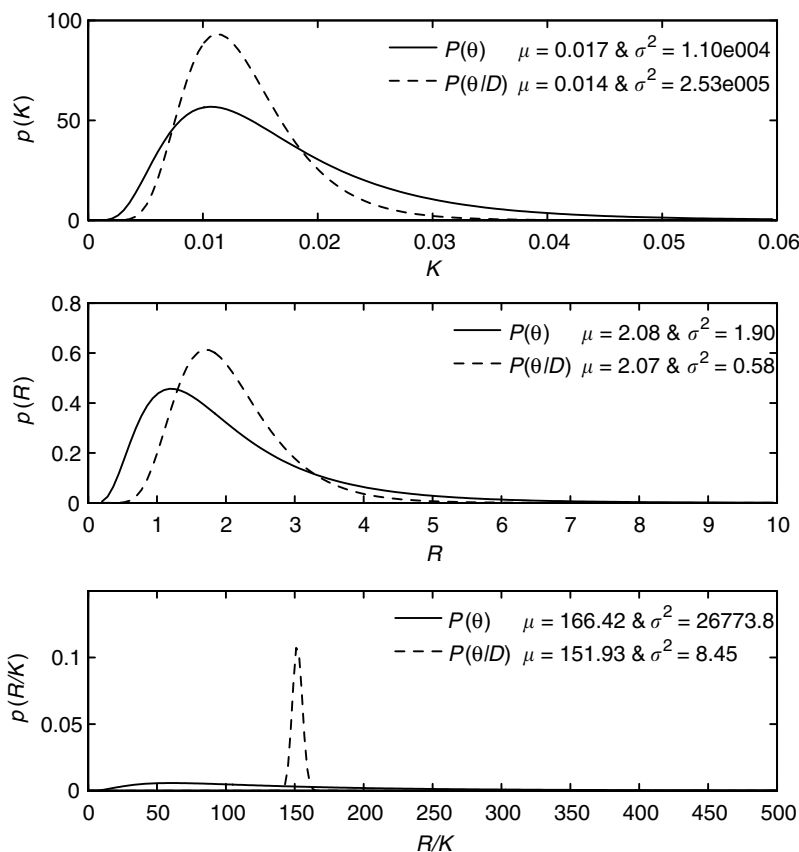 100
50
0
p(K)
P(θ) μ = 0.017 & σ² = 1.10e004
P(θ/D) μ = 0.014 & σ² = 2.53e005
0 0.01 0.02 0.03 0.04 0.05 0.06
K
0.8
0.6
0.4
0.2
0
p(R)
P(θ) μ = 2.08 & σ² = 1.90
P(θ/D) μ = 2.07 & σ² = 0.58
0 1 2 3 4 5 6 7 8 9 10
R
0.1
0.05
0
p(R/K)
P(θ) μ = 166.42 & σ² = 26773.8
P(θ/D) μ = 151.93 & σ² = 8.45
0 50 100 150 200 250 300 350 400 450 500
R/K